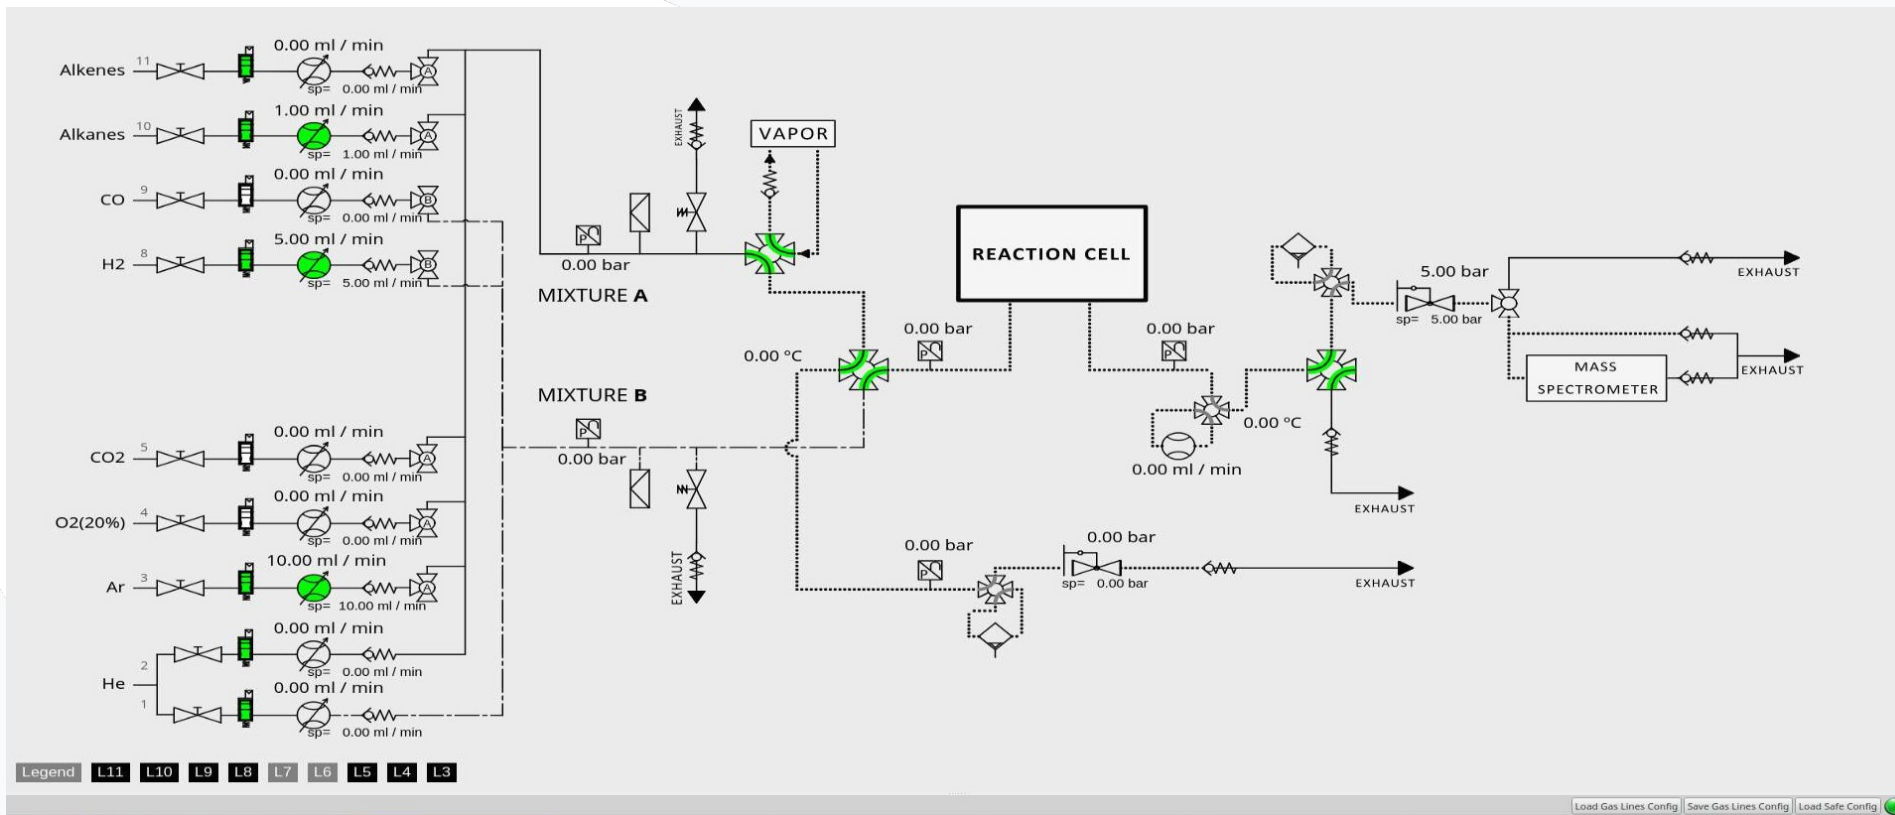 0.00 ml / min
Alkenes 11
sp= 0.00 ml / min
A
1.00 ml / min
Alkanes 10
sp= 1.00 ml / min
A
0.00 ml / min
CO 9
sp= 0.00 ml / min
B
5.00 ml / min
H2 8
sp= 5.00 ml / min
B
0.00 ml / min
CO2 5
sp= 0.00 ml / min
A
0.00 ml / min
O2(20%) 4
sp= 0.00 ml / min
A
10.00 ml / min
Ar 3
sp= 10.00 ml / min
A
0.00 ml / min
He
2
sp= 0.00 ml / min
0.00 ml / min
1
sp= 0.00 ml / min
EXHAUST
VAPOR
P
0.00 bar
MIXTURE A
MIXTURE B
P
0.00 bar
EXHAUST
0.00 ºC
REACTION CELL
0.00 bar
P
0.00 bar
P
0.00 ºC
0.00 ml / min
5.00 bar
sp= 5.00 bar
EXHAUST
MASS
SPECTROMETER
EXHAUST
EXHAUST
0.00 bar
P
0.00 bar
sp= 0.00 bar
EXHAUST
Legend L11 L10 L9 L8 L7 L6 L5 L4 L3
Load Gas Lines Config Save Gas Lines Config Load Safe Config